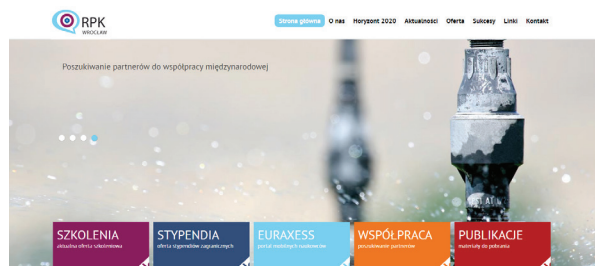 RPK
WROCŁAW
Strona główna O nas Horyzont 2020 Aktualności Oferta Sukcesy Linki Kontakt
Poszukiwanie partnerów do współpracy międzynarodowej
SZKOLENIA
aktualna oferta szkoleniowa
STYPENDIA
oferta stypendiów zagranicznych
EURAXESS
portal mobilnych naukowców
WSPÓŁPRACA
poszukiwanie partnerów
PUBLIKACJE
materiały do pobrania